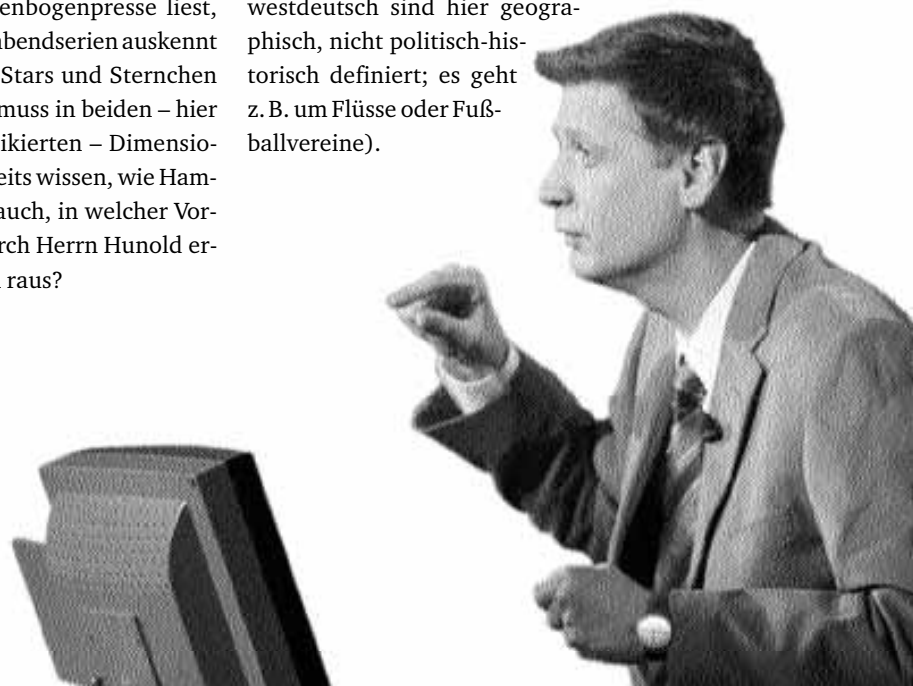 enbogenpresse liest,
bendserien auskennt
Stars und Sternchen
muss in beiden – hier
ikierten – Dimensio-
eits wissen, wie Ham-
auch, in welcher Vor-
rch Herrn Hunold er-
raus?
westdeutsch sind hier geogra-
phisch, nicht politisch-his-
torisch definiert; es geht
z. B. um Flüsse oder Fuß-
ballvereine).